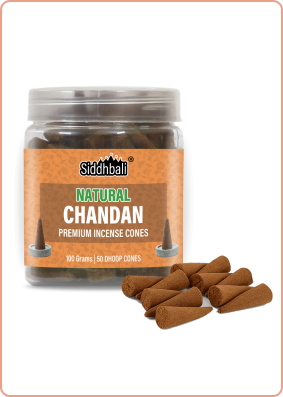 Siddhbali®
NATURAL
CHANDAN
PREMIUM INCENSE CONES
100 Grams | 50 DHOOP CONES